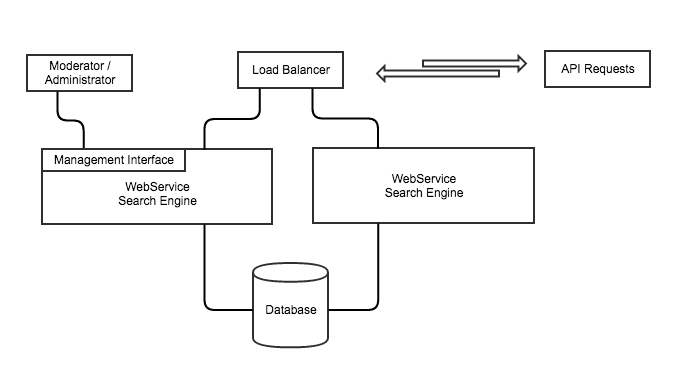 Moderator /
Administrator
Load Balancer
API Requests
Management Interface
WebService
Search Engine
WebService
Search Engine
Database